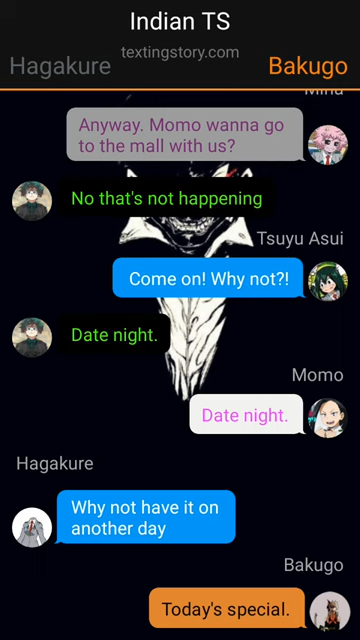 Indian TS
textingstory.com
Hagakure
Bakugo
Mina
Anyway. Momo wanna go
to the mall with us?
No that's not happening
Tsuyu Asui
Come on! Why not?!
Date night.
Momo
Date night.
Hagakure
Why not have it on
another day
Bakugo
Today's special.